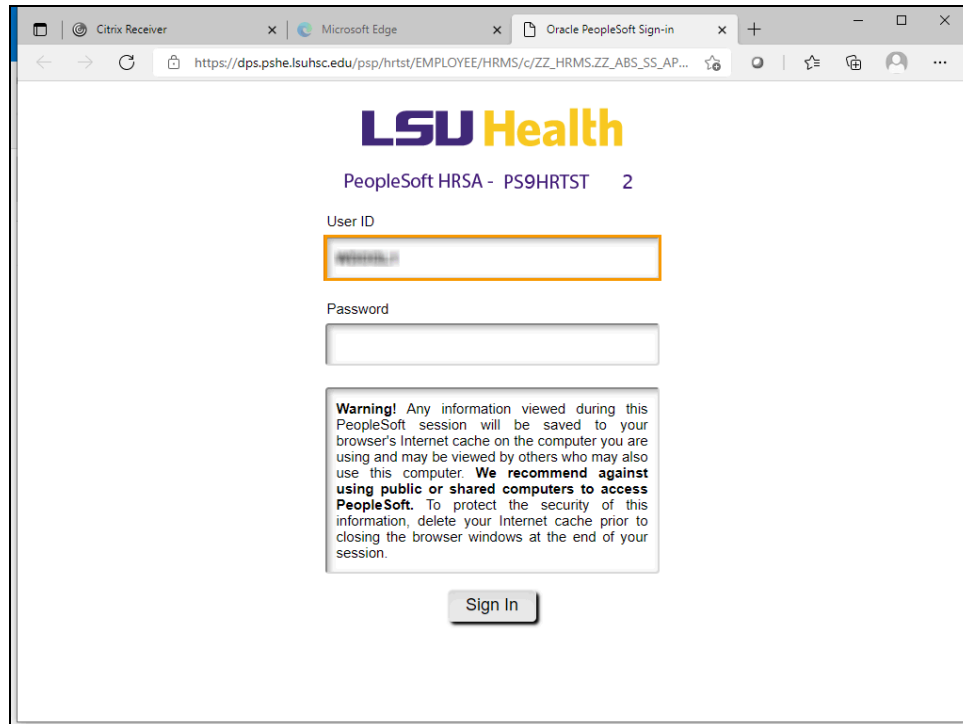 Citrix Receiver
Microsoft Edge
Oracle PeopleSoft Sign-in
https://dps.pshe.lsuhsc.edu/psp/hrtst/EMPLOYEE/HRMS/c/ZZ_HRMS.ZZ_ABS_SS_AP...
LSU Health
PeopleSoft HRSA - PS9HRTST 2
User ID
Password
Warning! Any information viewed during this
PeopleSoft session will be saved to your
browser's Internet cache on the computer you are
using and may be viewed by others who may also
use this computer. We recommend against
using public or shared computers to access
PeopleSoft. To protect the security of this
information, delete your Internet cache prior to
closing the browser windows at the end of your
session.
Sign In